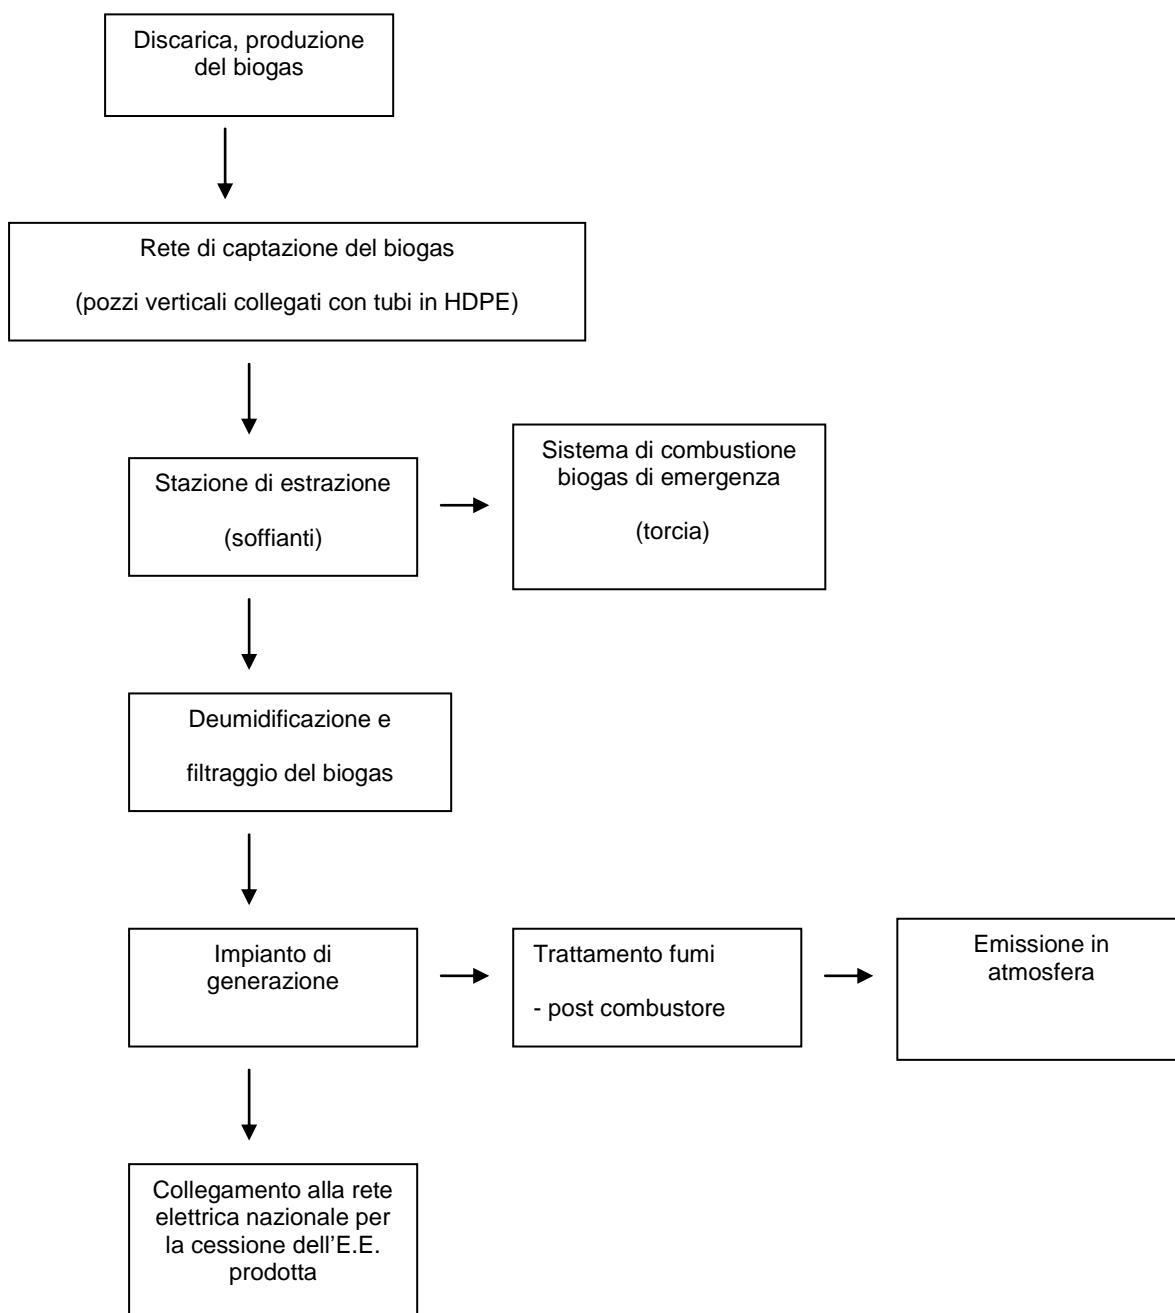 Discarica, produzione
del biogas
Rete di captazione del biogas
(pozzi verticali collegati con tubi in HDPE)
Stazione di estrazione
(soffianti)
Sistema di combustione
biogas di emergenza
(torcia)
Deumidificazione e
filtraggio del biogas
Impianto di
generazione
Trattamento fumi
- post combustore
Emissione in
atmosfera
Collegamento alla rete
elettrica nazionale per
la cessione dell’E.E.
prodotta